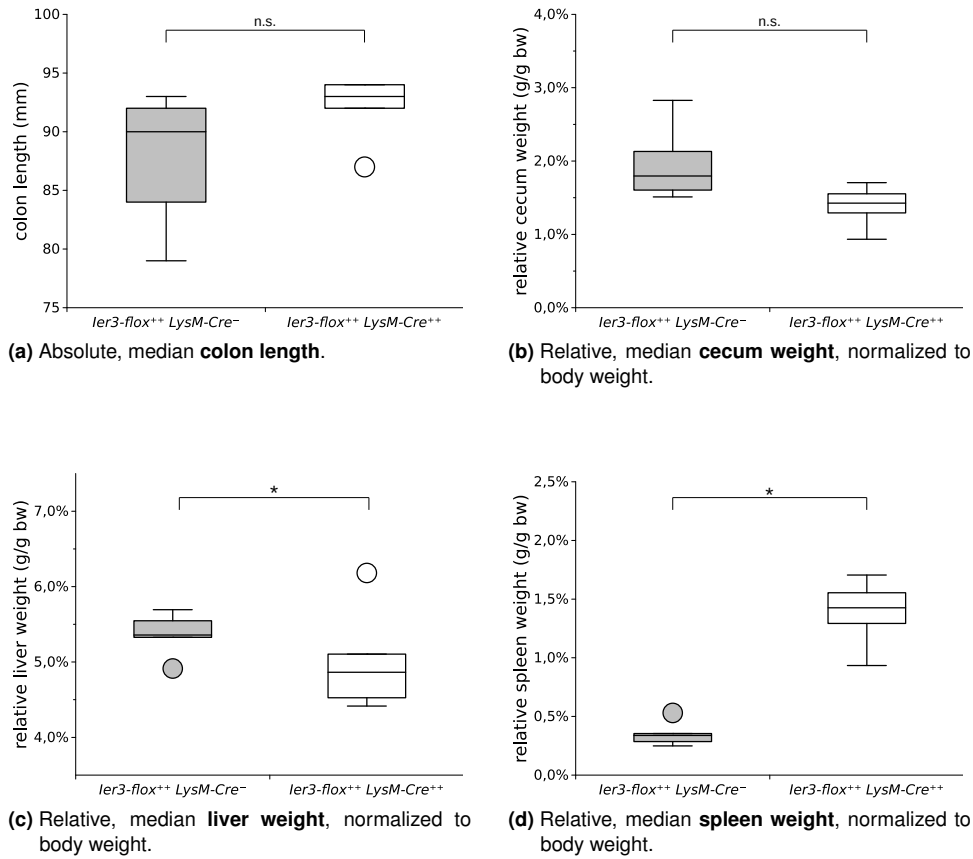 n.s.
colon length (mm)
100
95
90
85
80
75
Ier3-flox⁺⁺ LysM-Cre⁻
Ier3-flox⁺⁺ LysM-Cre⁺⁺
(a) Absolute, median colon length.
n.s.
relative cecum weight (g/g bw)
4,0%
3,0%
2,0%
1,0%
0,0%
Ier3-flox⁺⁺ LysM-Cre⁻
Ier3-flox⁺⁺ LysM-Cre⁺⁺
(b) Relative, median cecum weight, normalized to
body weight.
*
relative liver weight (g/g bw)
7,0%
6,0%
5,0%
4,0%
Ier3-flox⁺⁺ LysM-Cre⁻
Ier3-flox⁺⁺ LysM-Cre⁺⁺
(c) Relative, median liver weight, normalized to
body weight.
*
relative spleen weight (g/g bw)
2,5%
2,0%
1,5%
1,0%
0,5%
0,0%
Ier3-flox⁺⁺ LysM-Cre⁻
Ier3-flox⁺⁺ LysM-Cre⁺⁺
(d) Relative, median spleen weight, normalized to
body weight.